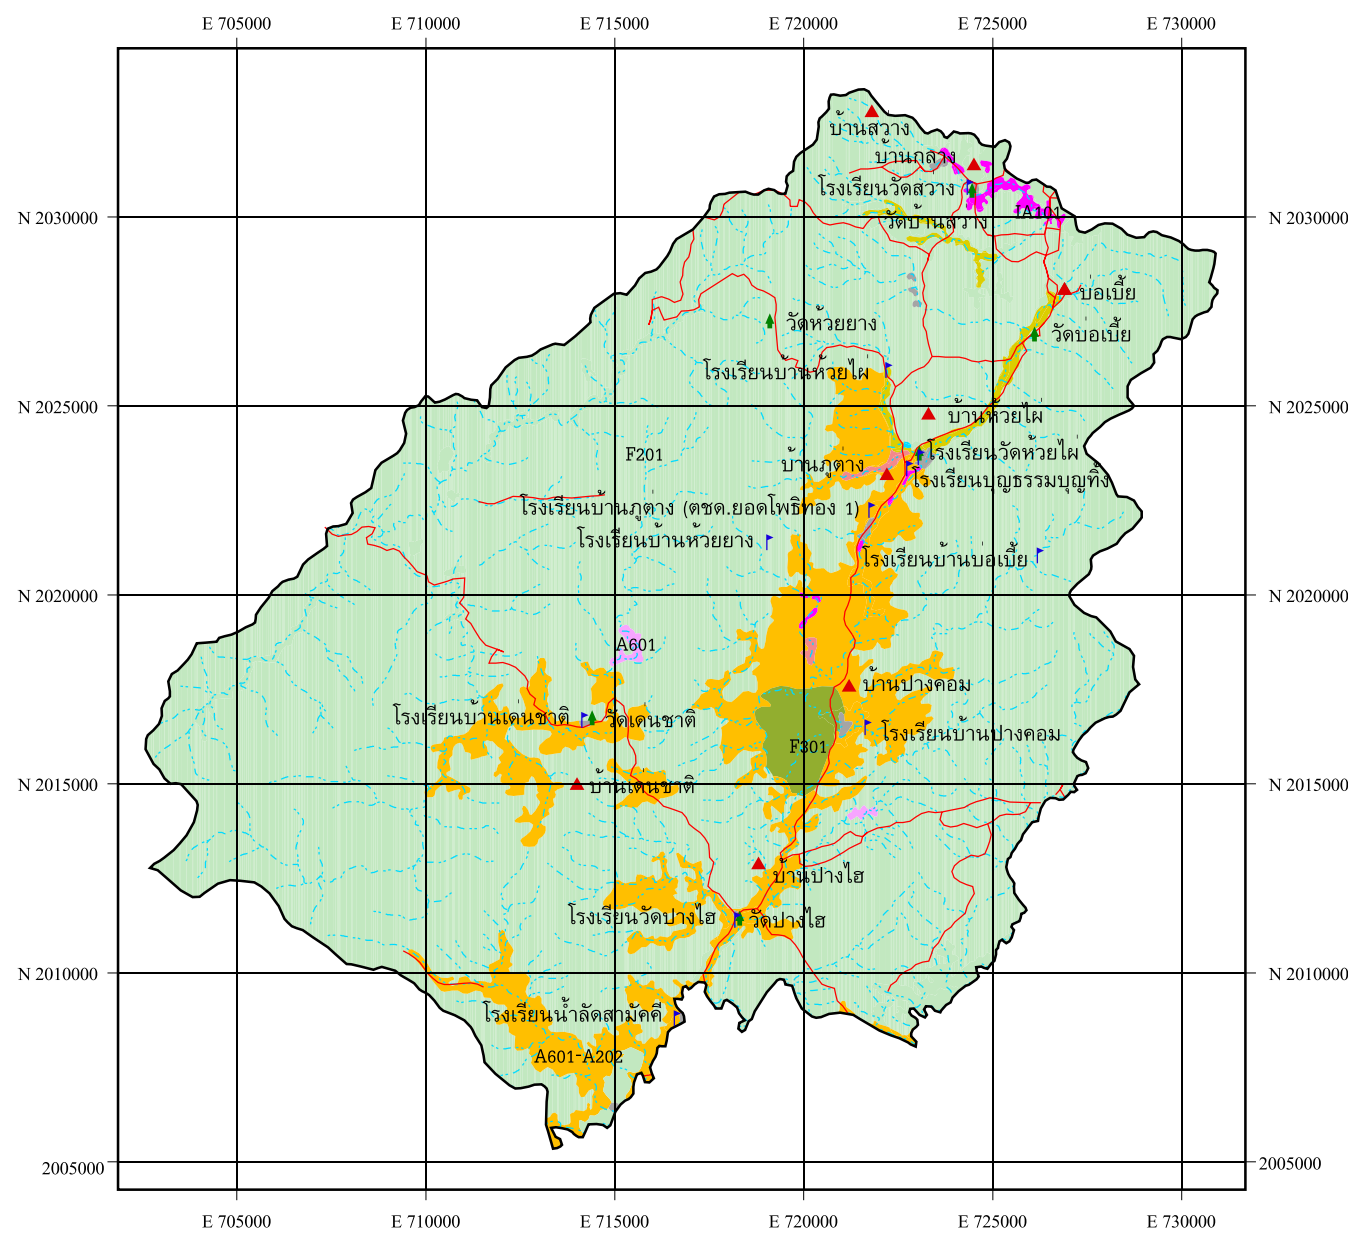 E 705000 E 710000 E 715000 E 720000 E 725000 E 730000
บ้านสว่าง
บ้านกลาง
โรงเรียนวัดสว่าง
IA101
N 2030000 N 2030000
วัดบ้านสว่าง
บ่อเบี้ย
วัดห้วยยาง
วัดบ่อเบี้ย
โรงเรียนบ้านห้วยไผ่
N 2025000 N 2025000
บ้านห้วยไผ่
F201
โรงเรียนวัดห้วยไผ่
บ้านภูตาง
โรงเรียนบุญธรรมบุญทิ้ง
โรงเรียนบ้านภูตาง (ตชด.ยอดโพธิทอง 1)
โรงเรียนบ้านห้วยยาง
โรงเรียนบ้านบ่อเบี้ย
N 2020000 N 2020000
A601
บ้านปางคอม
โรงเรียนบ้านเดนชาติ
วัดเดนชาติ
โรงเรียนบ้านปางคอม
F301
N 2015000 N 2015000
บ้านเด่นชาติ
บ้านปางไฮ
โรงเรียนวัดปางไฮ
วัดปางไฮ
N 2010000 N 2010000
โรงเรียนน้ำลัดสามัคคี
A601-A202
2005000 2005000
E 705000 E 710000 E 715000 E 720000 E 725000 E 730000